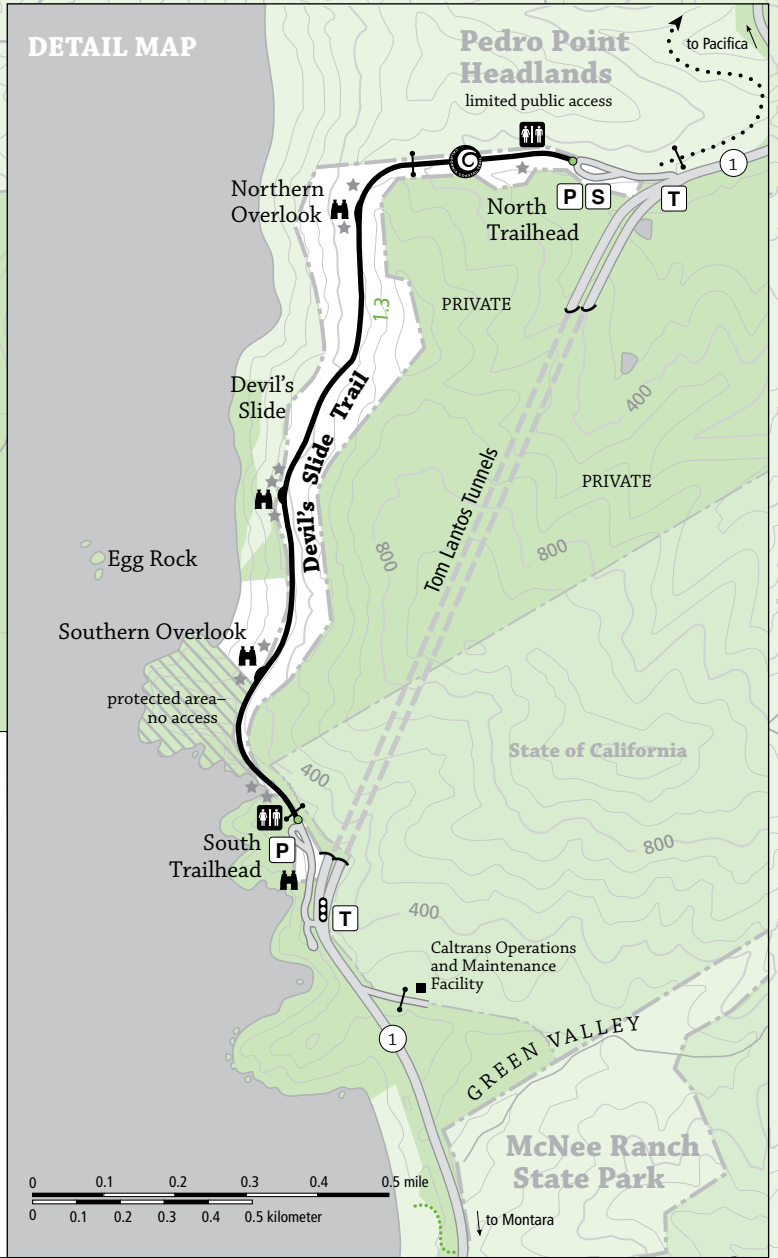 DETAIL MAP
Pedro Point
Headlands
limited public access
to Pacifica
1
Northern
Overlook
North
Trailhead
P
S
T
PRIVATE
1.3
Devil's
Slide
Devil's Slide Trail
400
PRIVATE
Tom Lantos Tunnels
800
800
Egg Rock
Southern Overlook
protected area–
no access
State of California
400
South
Trailhead
P
800
T
400
Caltrans Operations
and Maintenance
Facility
1
GREEN VALLEY
McNee Ranch
State Park
0 0.1 0.2 0.3 0.4 0.5 mile
0 0.1 0.2 0.3 0.4 0.5 kilometer
to Montara